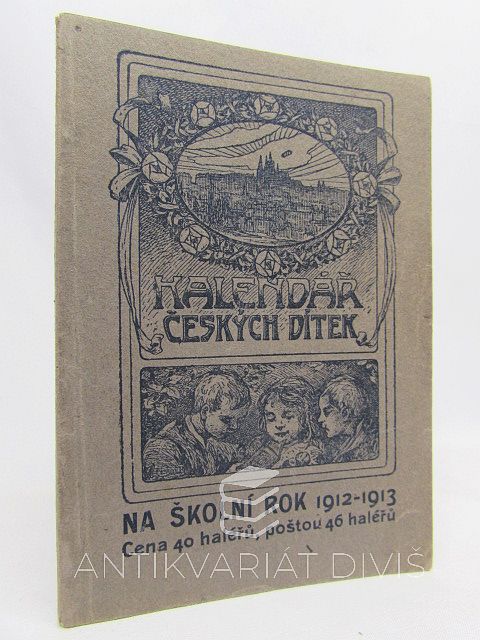 KALENDÁŘ
ČESKÝCH DÍTEK
NA ŠKOLNÍ ROK 1912-1913
Cena 40 haléřů, poštou 46 haléřů
ANTIKVARIÁT DIVIŠ